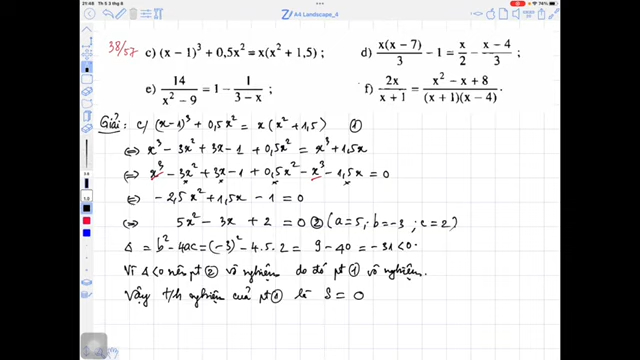 21:48 Th 5 3 thg 8
A4 Landscape_4
74%
38/57 c) (x − 1)³ + 0,5x² = x(x² + 1,5) ;
d) x(x − 7)/3 − 1 = x/2 − (x − 4)/3 ;
e) 14/(x² − 9) = 1 − 1/(3 − x) ;
f) 2x/(x + 1) = (x² − x + 8)/((x + 1)(x − 4)) .
Giải: c/ (x−1)³ + 0,5x² = x(x² + 1,5) ①
⇔ x³ − 3x² + 3x − 1 + 0,5x² = x³ + 1,5x
⇔ x³ − 3x² + 3x − 1 + 0,5x² − x³ − 1,5x = 0
⇔ − 2,5x² + 1,5x − 1 = 0
⇔ 5x² − 3x + 2 = 0 ② (a = 5 ; b = −3 ; c = 2)
Δ = b² − 4ac = (−3)² − 4.5.2 = 9 − 40 = −31 < 0.
Vì Δ < 0 nên pt ② vô nghiệm do đó pt ① vô nghiệm.
Vậy t/h nghiệm của pt ① là S = 0